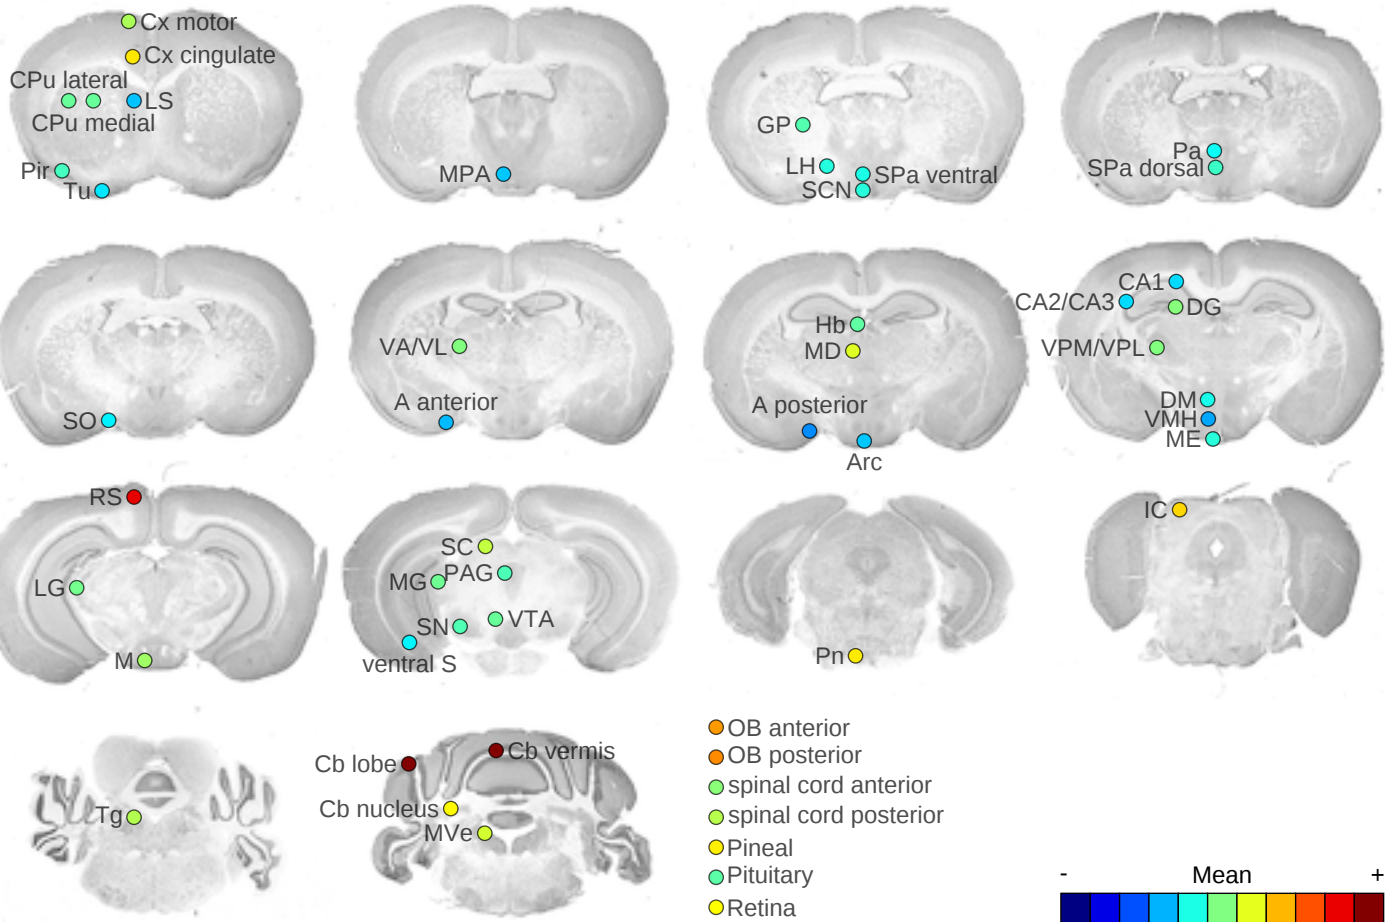 Cx motor
Cx cingulate
CPu lateral
LS
CPu medial
Pir
Tu
MPA
GP
LH
SPa ventral
SCN
Pa
SPa dorsal
SO
VA/VL
A anterior
Hb
MD
A posterior
Arc
CA1
CA2/CA3
DG
VPM/VPL
DM
VMH
ME
RS
LG
M
SC
MG
PAG
SN
VTA
ventral S
Pn
IC
Tg
Cb lobe
Cb vermis
Cb nucleus
MVe
OB anterior
OB posterior
spinal cord anterior
spinal cord posterior
Pineal
Pituitary
Retina
- Mean +